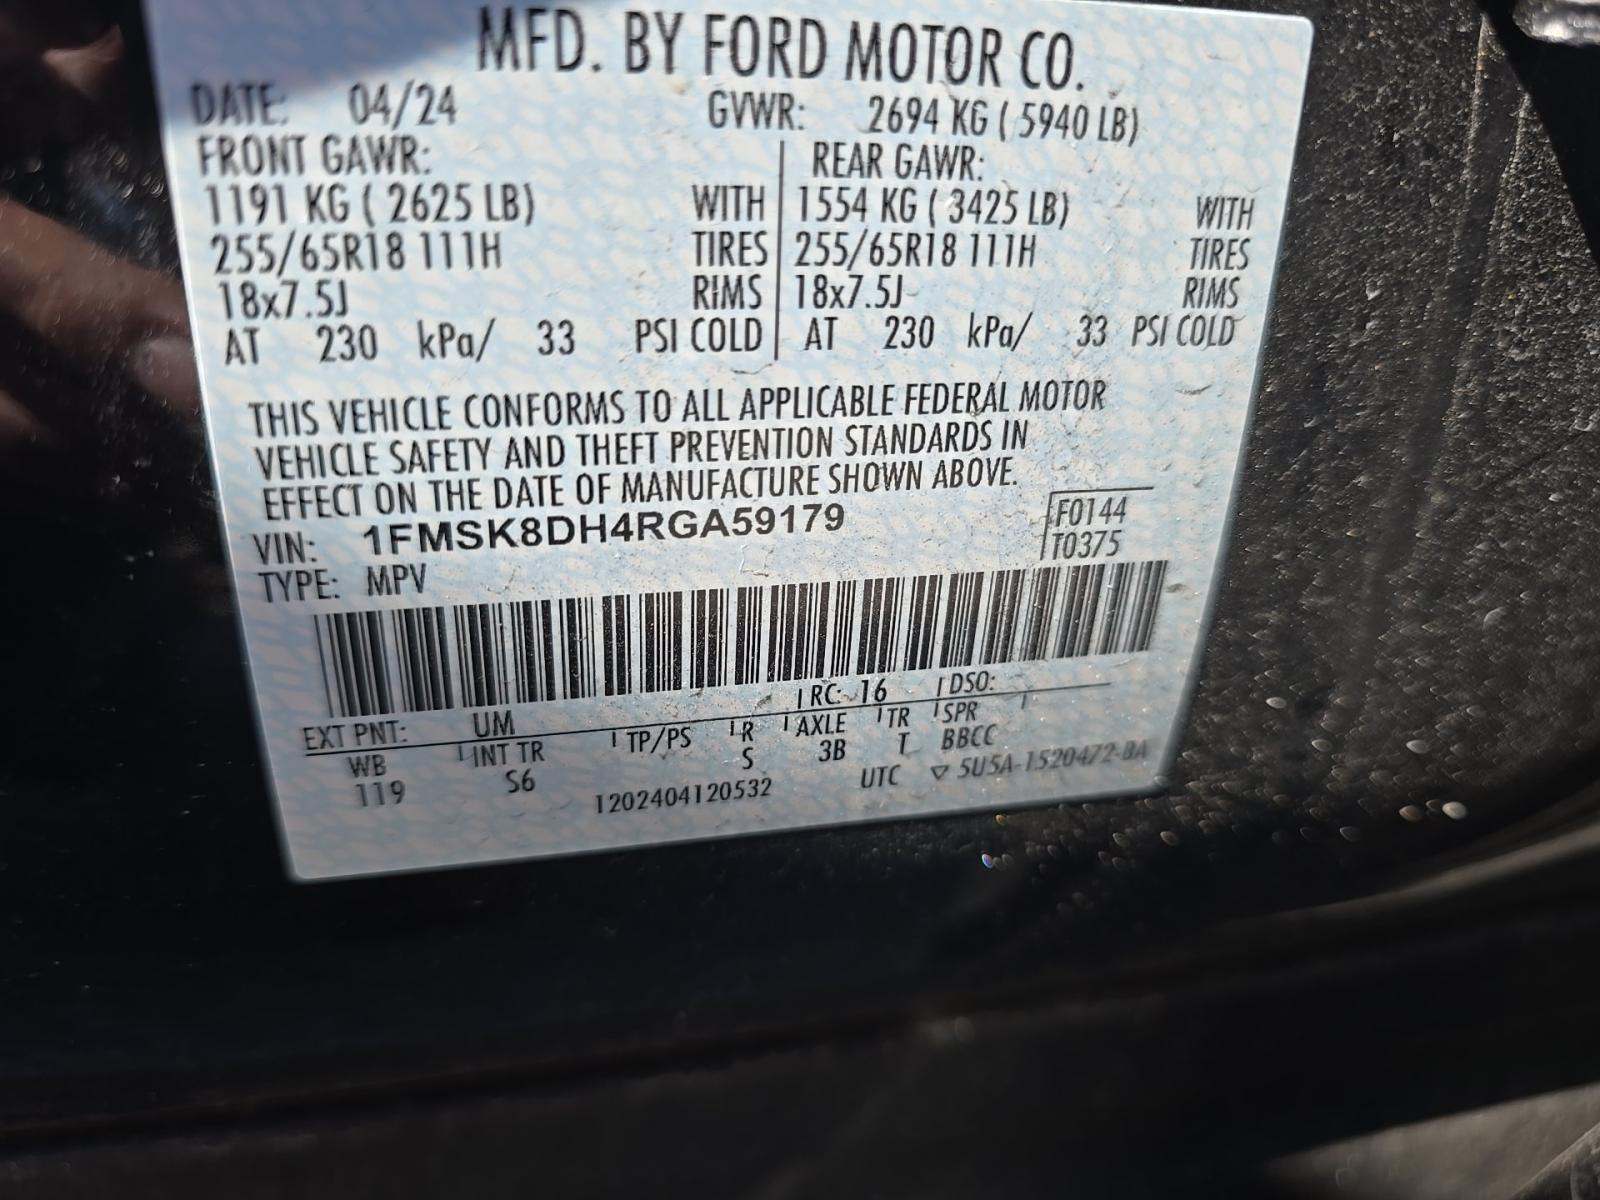 MFD. BY FORD MOTOR CO.
DATE: 04/24 GVWR: 2694 KG ( 5940 LB)
FRONT GAWR: REAR GAWR:
1191 KG ( 2625 LB) WITH 1554 KG ( 3425 LB) WITH
255/65R18 111H TIRES 255/65R18 111H TIRES
18x7.5J RIMS 18x7.5J RIMS
AT 230 kPa/ 33 PSI COLD AT 230 kPa/ 33 PSI COLD
THIS VEHICLE CONFORMS TO ALL APPLICABLE FEDERAL MOTOR
VEHICLE SAFETY AND THEFT PREVENTION STANDARDS IN
EFFECT ON THE DATE OF MANUFACTURE SHOWN ABOVE.
VIN: 1FMSK8DH4RGA59179 F0144
TYPE: MPV T0375
EXT PNT: UM RC: 16 DSO:
WB INT TR TP/PS R AXLE TR SPR
119 S6 S 3B T BBCC
1202404120532 UTC ▽ 5U5A-1520472-BA